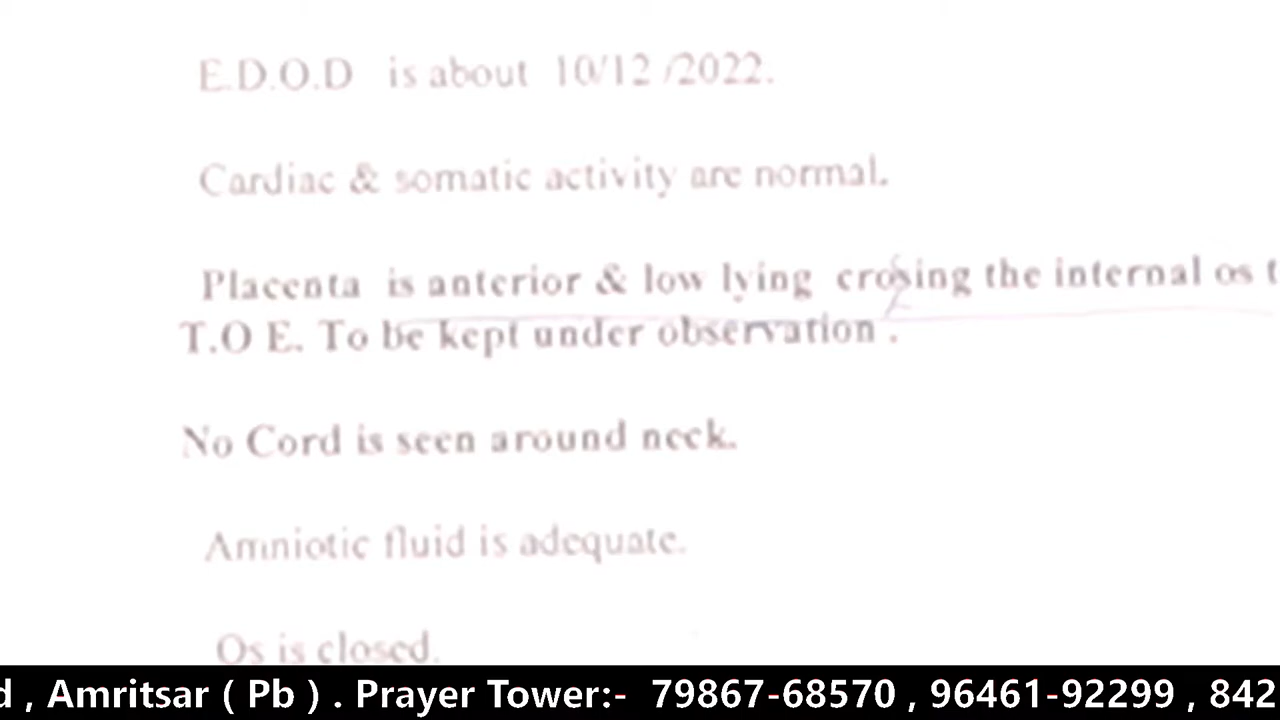 E.D.O.D is about 10/12 /2022.
Cardiac & somatic activity are normal.
Placenta is anterior & low lying crosing the internal os
T.O E. To be kept under observation .
No Cord is seen around neck.
Amniotic fluid is adequate.
Os is closed.
d , Amritsar ( Pb ) . Prayer Tower:- 79867-68570 , 96461-92299 , 842